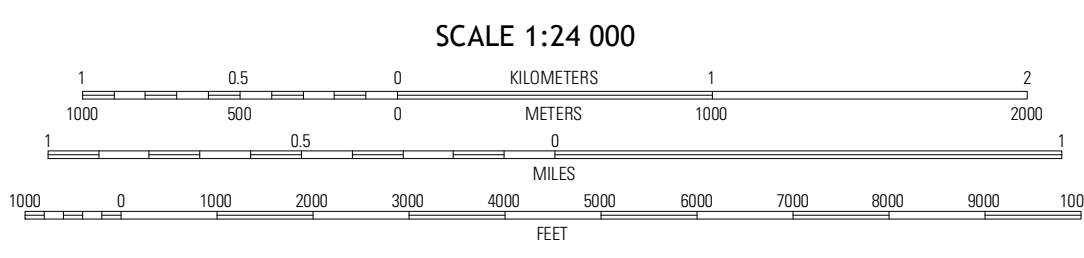 SCALE 1:24 000
1 0.5 0 KILOMETERS 1 2
1000 500 0 METERS 1000 2000
1 0.5 0 1
MILES
1000 0 1000 2000 3000 4000 5000 6000 7000 8000 9000 100
FEET